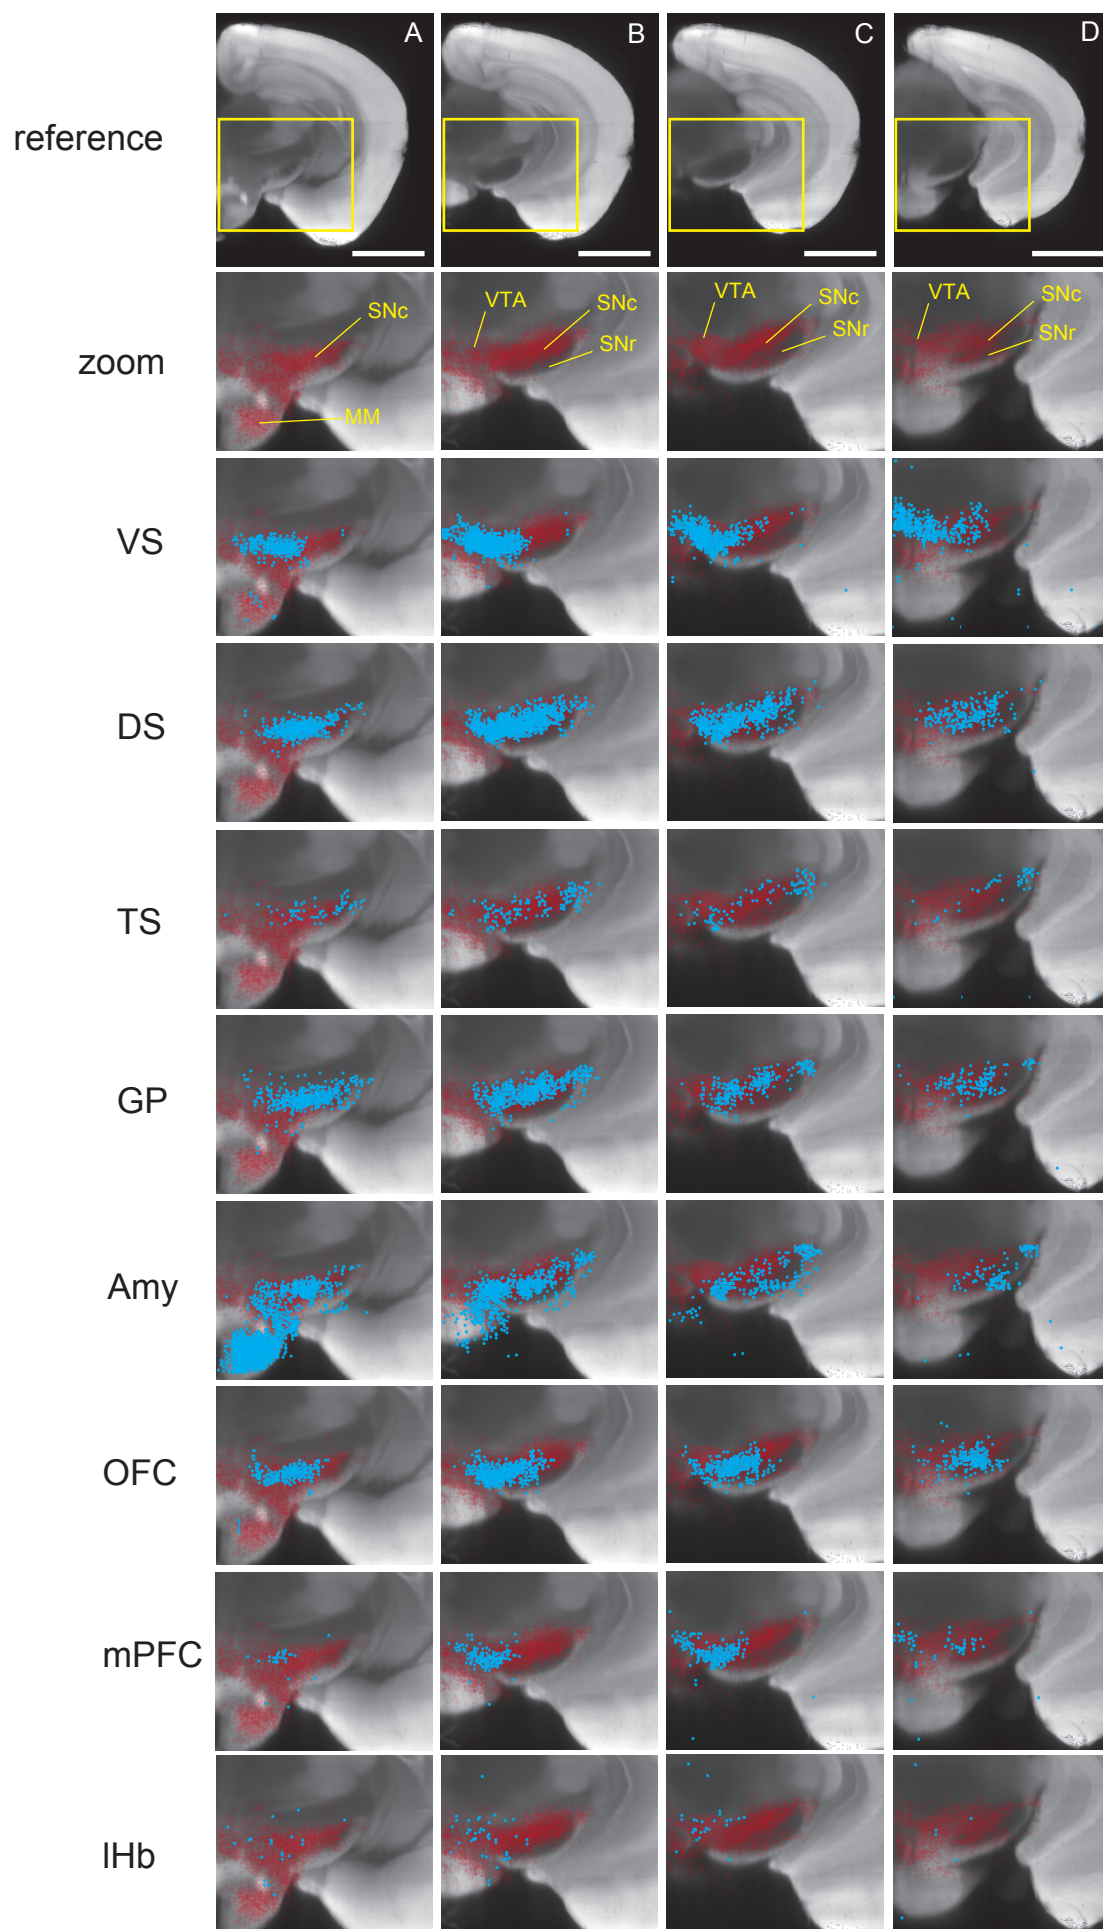 A B C D
reference
SNc VTA SNc VTA SNc VTA SNc
SNr SNr SNr
zoom
MM
VS
DS
TS
GP
Amy
OFC
mPFC
lHb